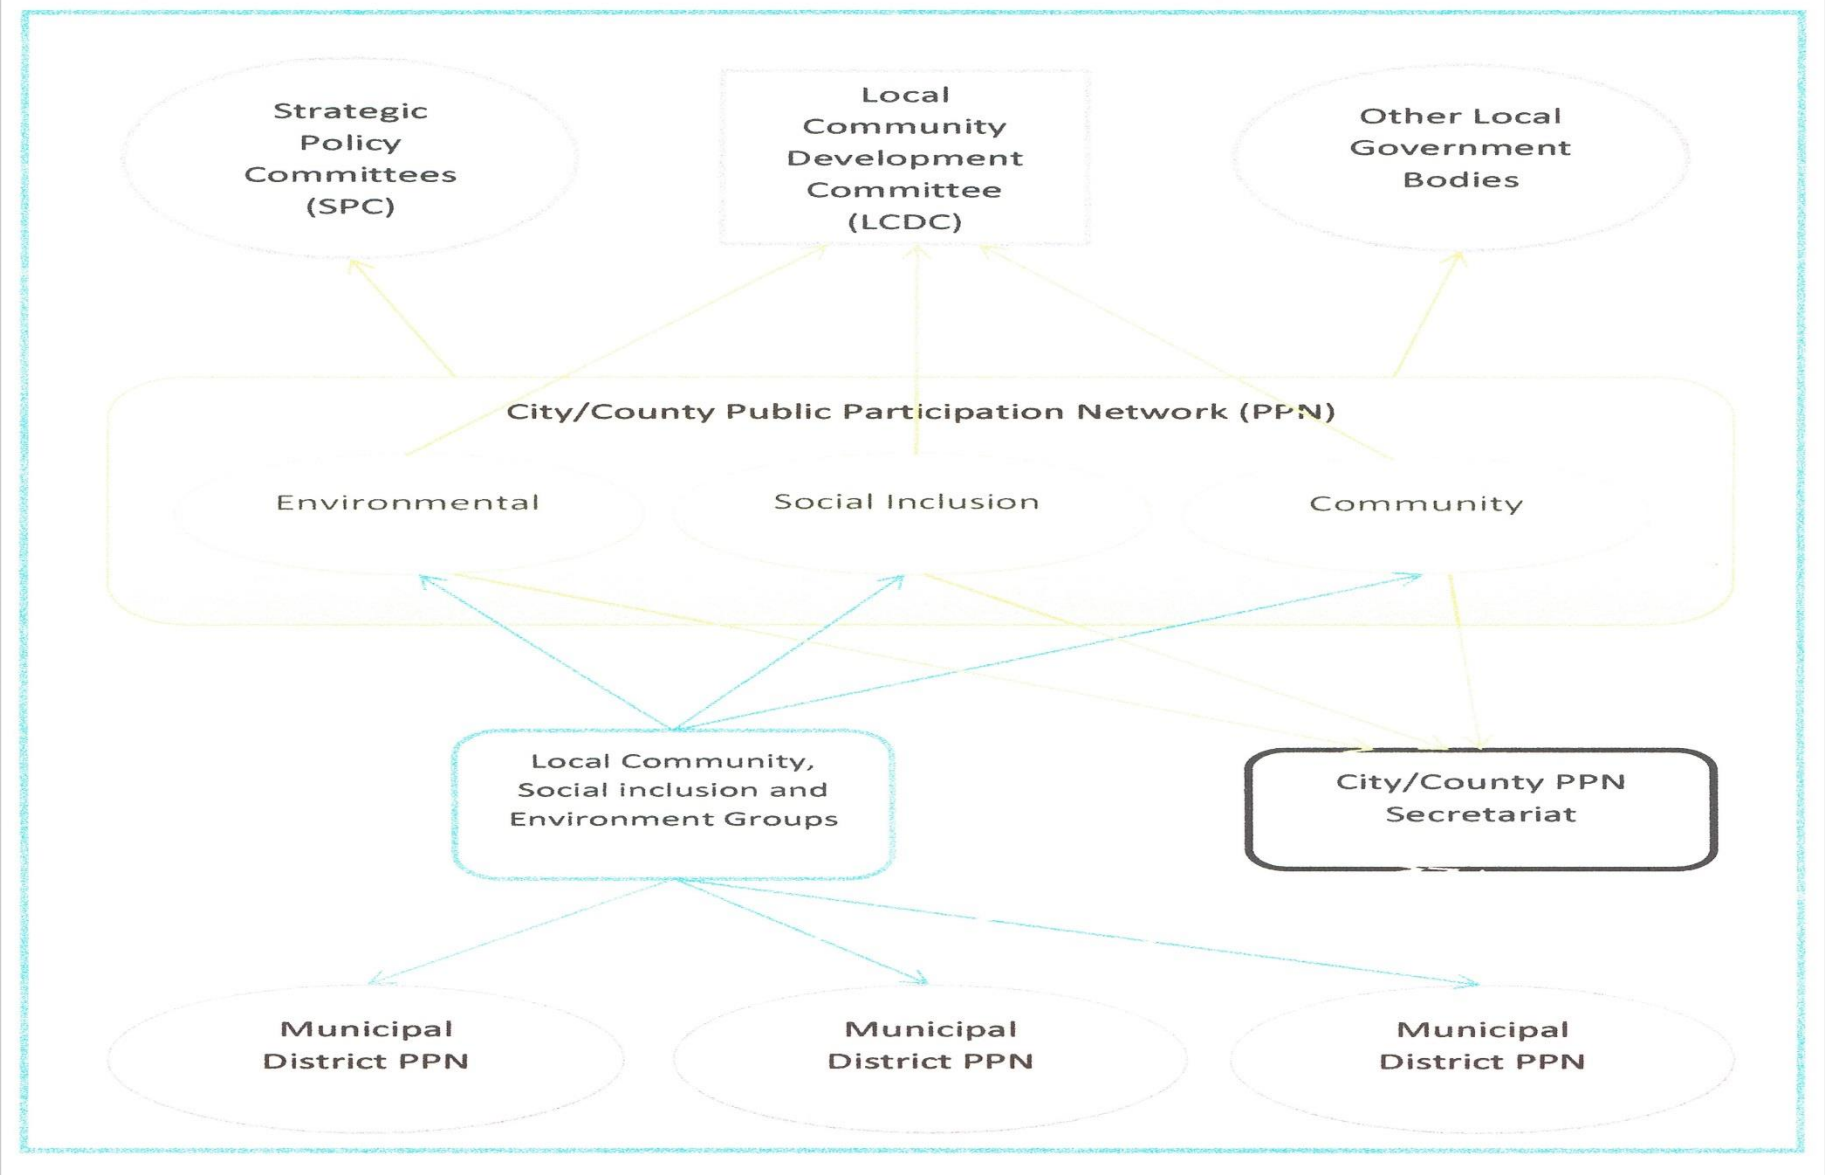 Strategic
Policy
Committees
(SPC)
Local
Community
Development
Committee
(LCDC)
Other Local
Government
Bodies
City/County Public Participation Network (PPN)
Environmental
Social Inclusion
Community
Local Community,
Social inclusion and
Environment Groups
City/County PPN
Secretariat
Municipal
District PPN
Municipal
District PPN
Municipal
District PPN